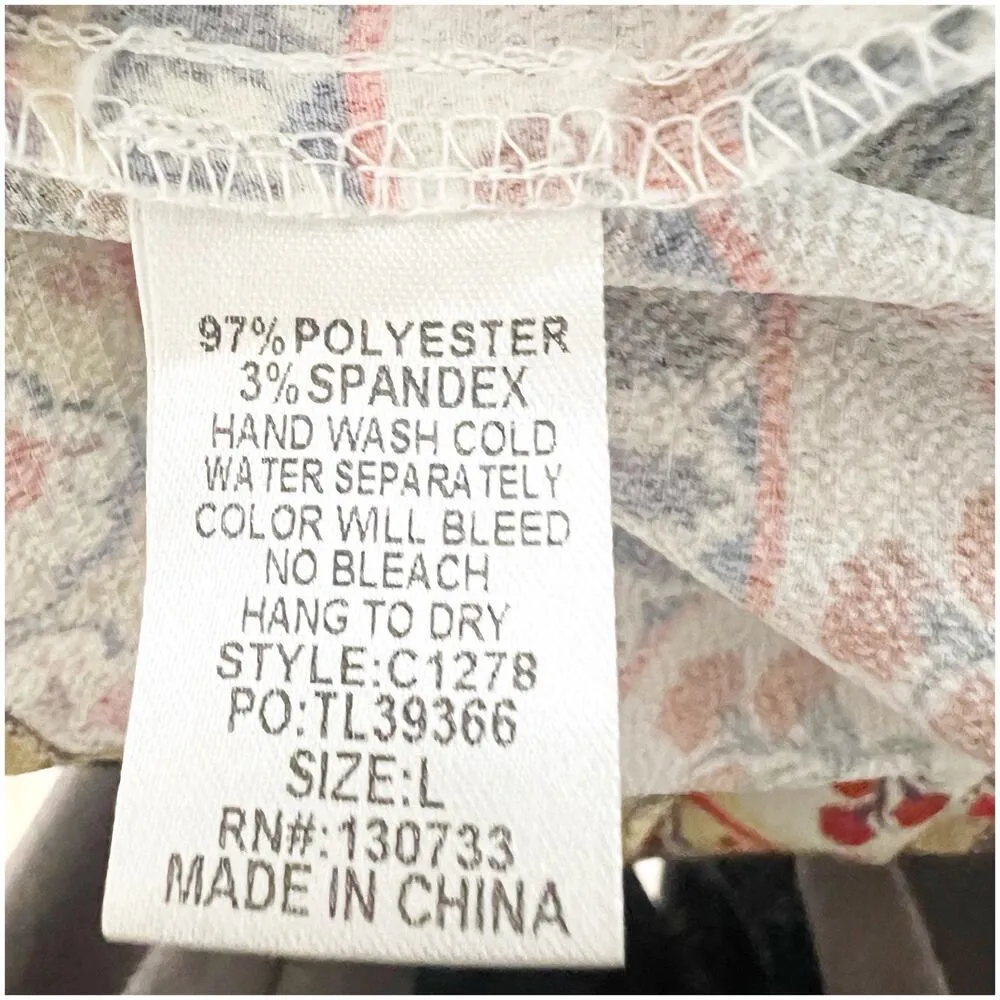 97% POLYESTER
3% SPANDEX
HAND WASH COLD
WATER SEPARATELY
COLOR WILL BLEED
NO BLEACH
HANG TO DRY
STYLE:C1278
PO:TL39366
SIZE:L
RN#:130733
MADE IN CHINA